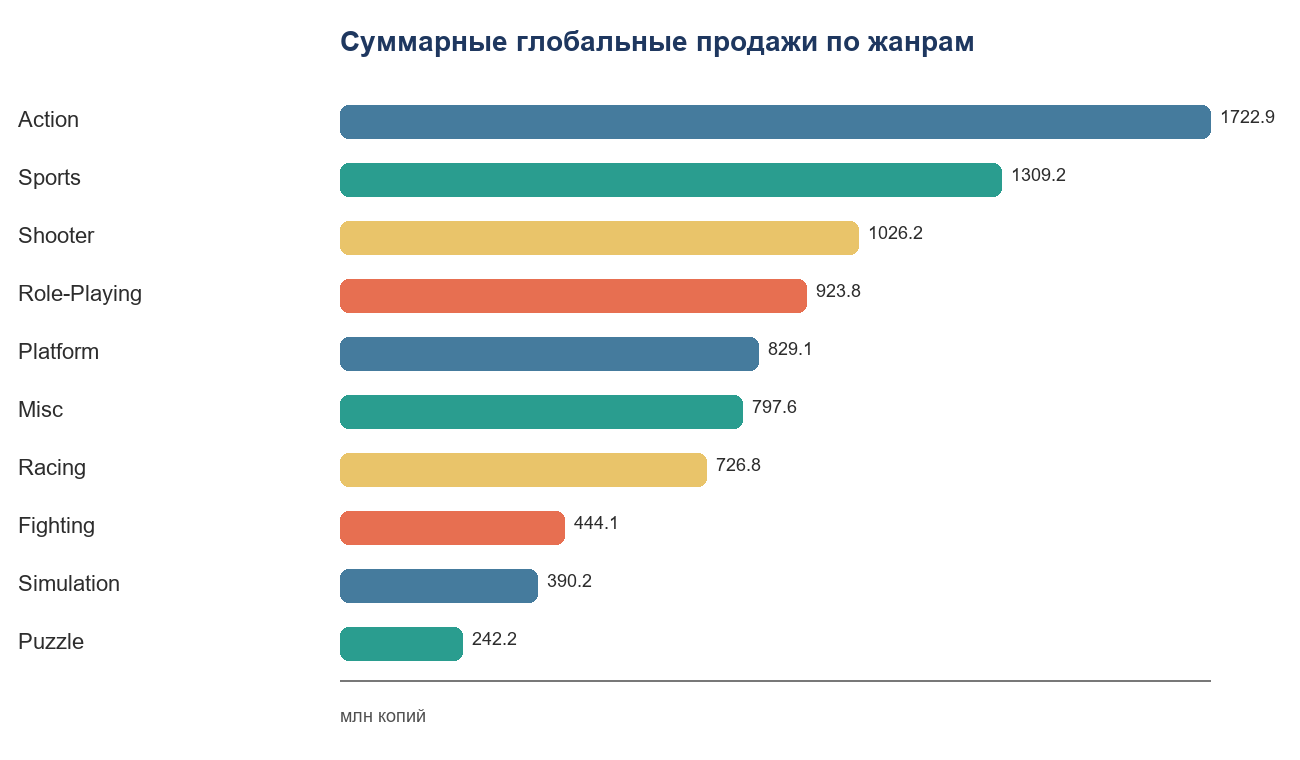 Суммарные глобальные продажи по жанрам
Action 1722.9
Sports 1309.2
Shooter 1026.2
Role-Playing 923.8
Platform 829.1
Misc 797.6
Racing 726.8
Fighting 444.1
Simulation 390.2
Puzzle 242.2
млн копий